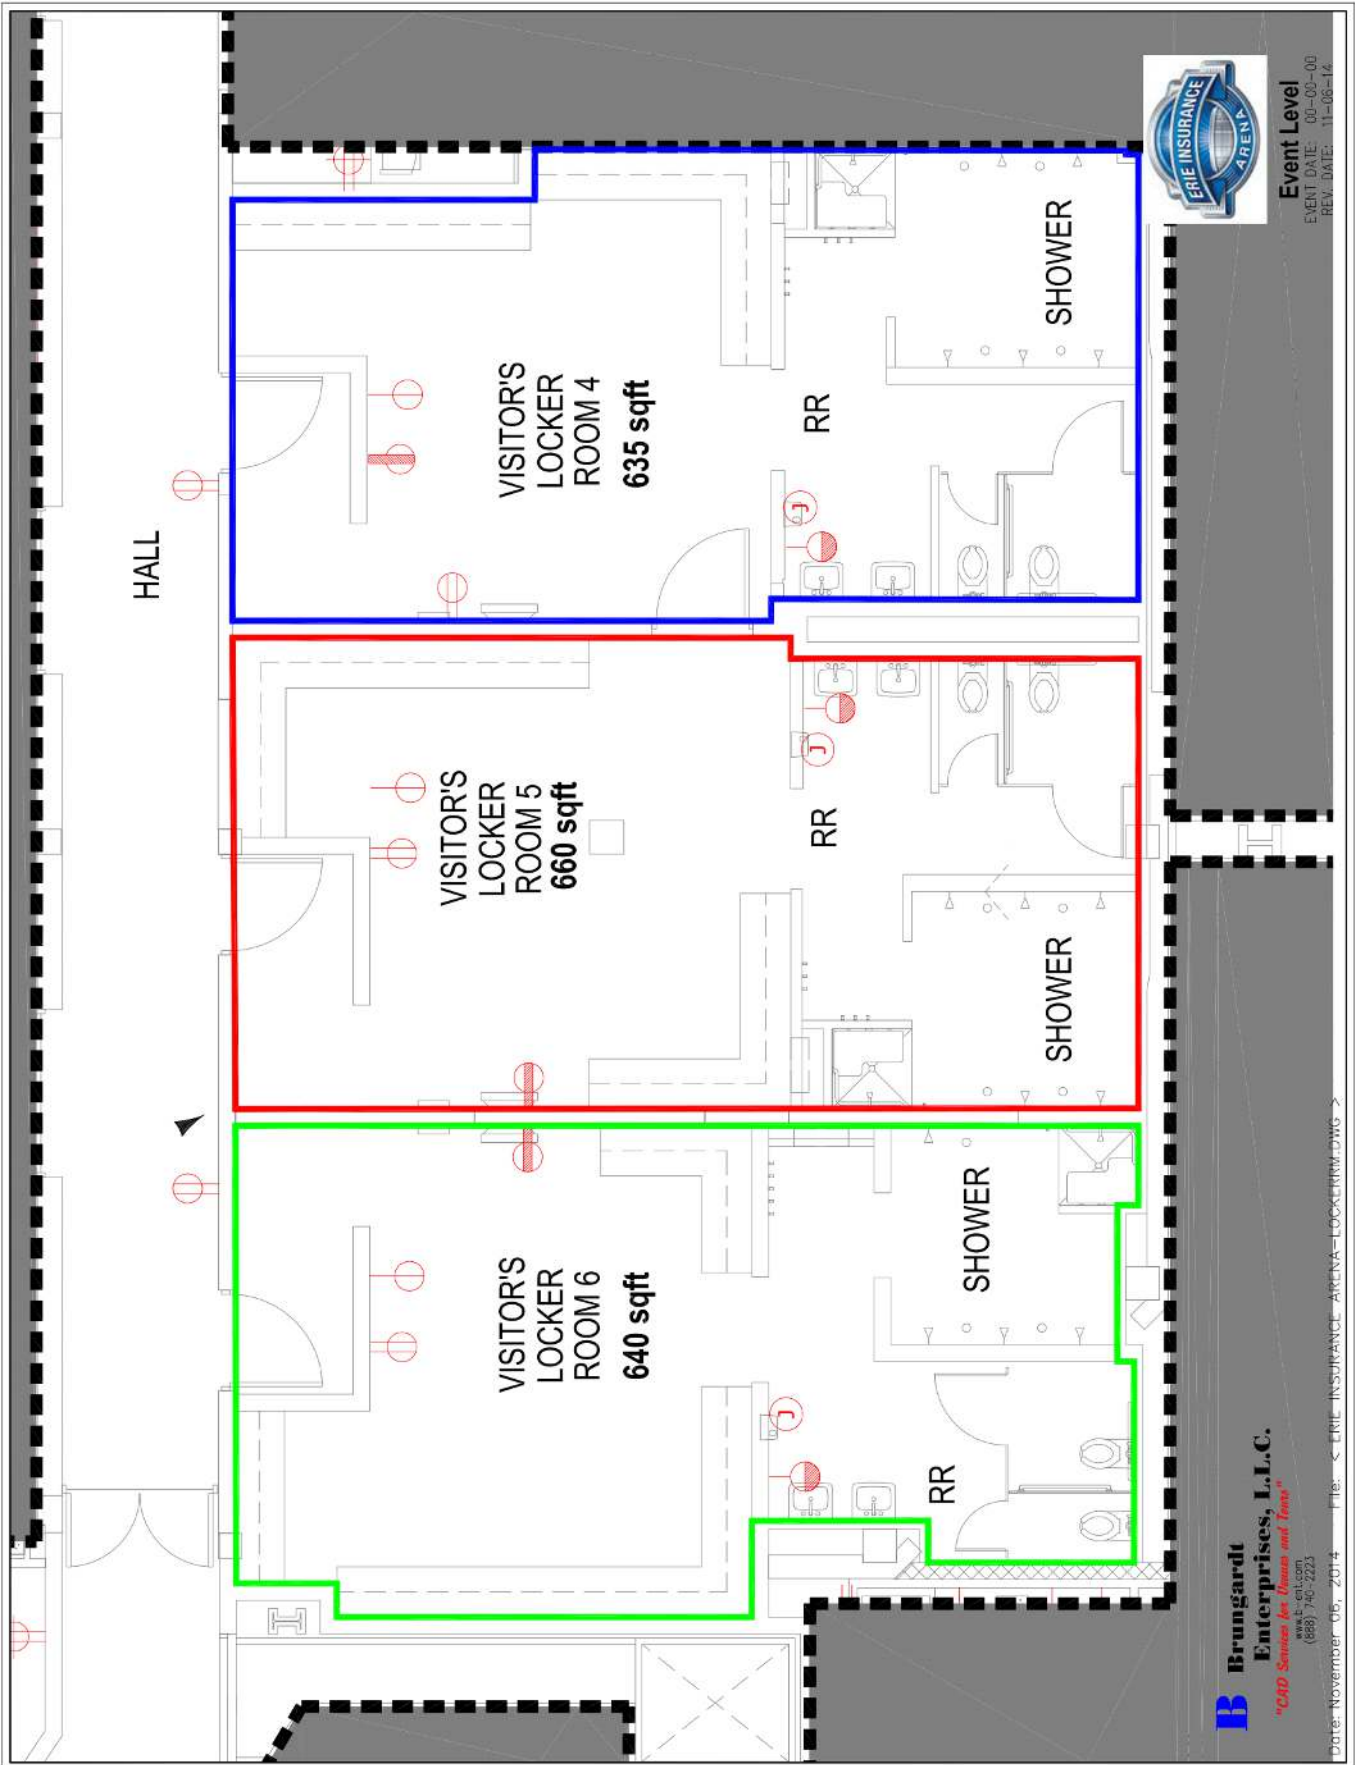 HALL
VISITOR'S
LOCKER
ROOM 6
640 sqft
VISITOR'S
LOCKER
ROOM 5
660 sqft
VISITOR'S
LOCKER
ROOM 4
635 sqft
J
J
J
RR
RR
RR
SHOWER
SHOWER
SHOWER
B Brungardt
Enterprises, L.L.C.
"CAD Services for Venues and Tours"
www.b-ent.com
(888) 740-2223
ERIE INSURANCE
ARENA
Event Level
EVENT DATE: 00-00-00
REV. DATE: 11-06-14
Date: November 06, 2014 File: < ERIE INSURANCE ARENA-LOCKERRM.DWG >